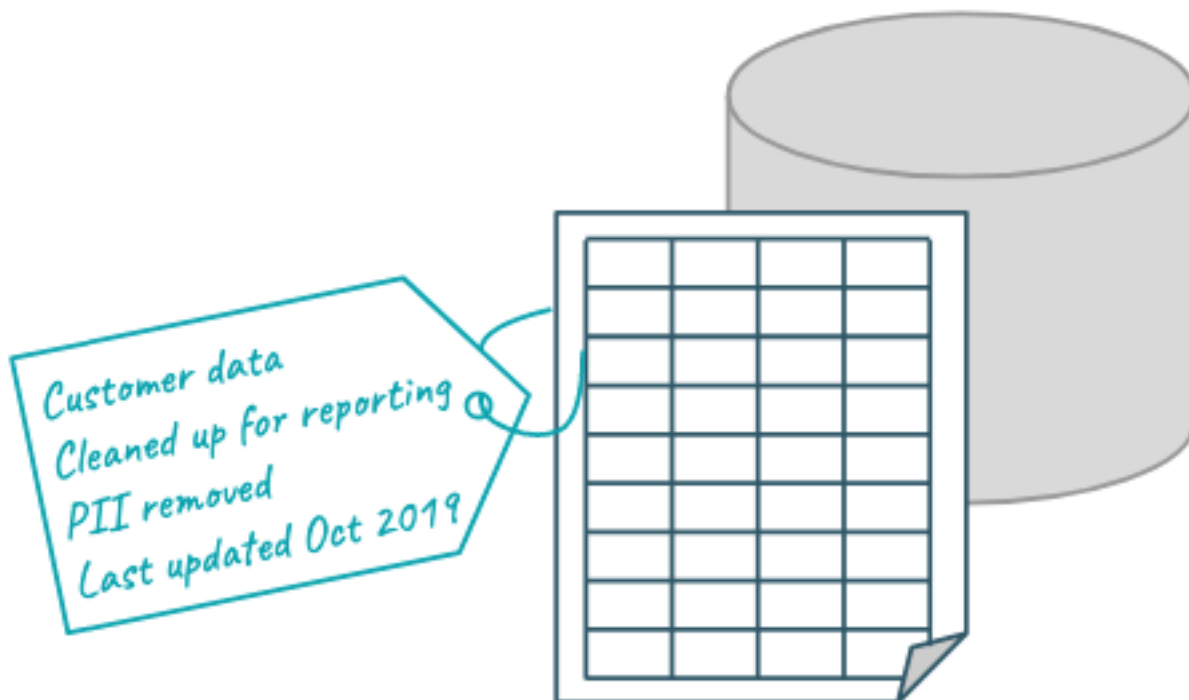 Customer data
Cleaned up for reporting
PII removed
Last updated Oct 2019